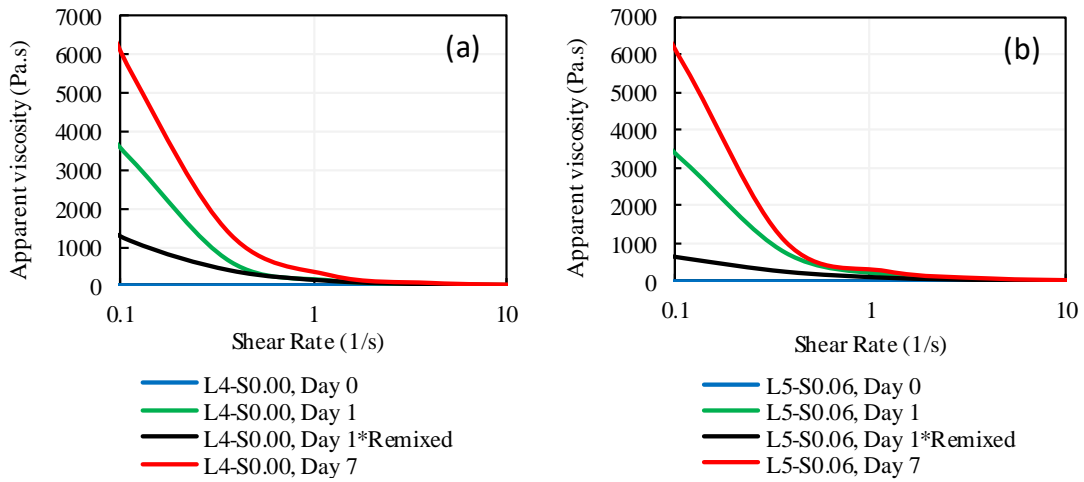 (a)
Apparent viscosity (Pa.s)
7000
6000
5000
4000
3000
2000
1000
0
0.1
1
10
Shear Rate (1/s)
L4-S0.00, Day 0
L4-S0.00, Day 1
L4-S0.00, Day 1*Remixed
L4-S0.00, Day 7
(b)
Apparent viscosity (Pa.s)
7000
6000
5000
4000
3000
2000
1000
0
0.1
1
10
Shear Rate (1/s)
L5-S0.06, Day 0
L5-S0.06, Day 1
L5-S0.06, Day 1*Remixed
L5-S0.06, Day 7